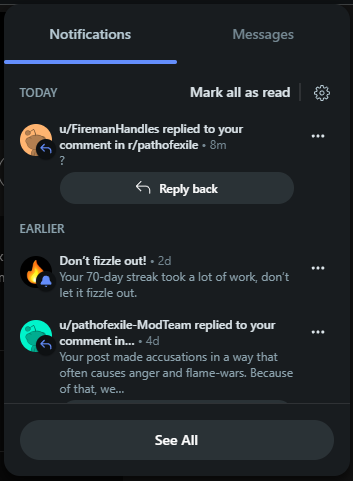 Notifications
Messages
TODAY
Mark all as read
u/FiremanHandles replied to your
comment in r/pathofexile • 8m
?
Reply back
EARLIER
Don't fizzle out! • 2d
Your 70-day streak took a lot of work, don't
let it fizzle out.
u/pathofexile-ModTeam replied to your
comment in... • 4d
Your post made accusations in a way that
often causes anger and flame-wars. Because
of that, we...
See All